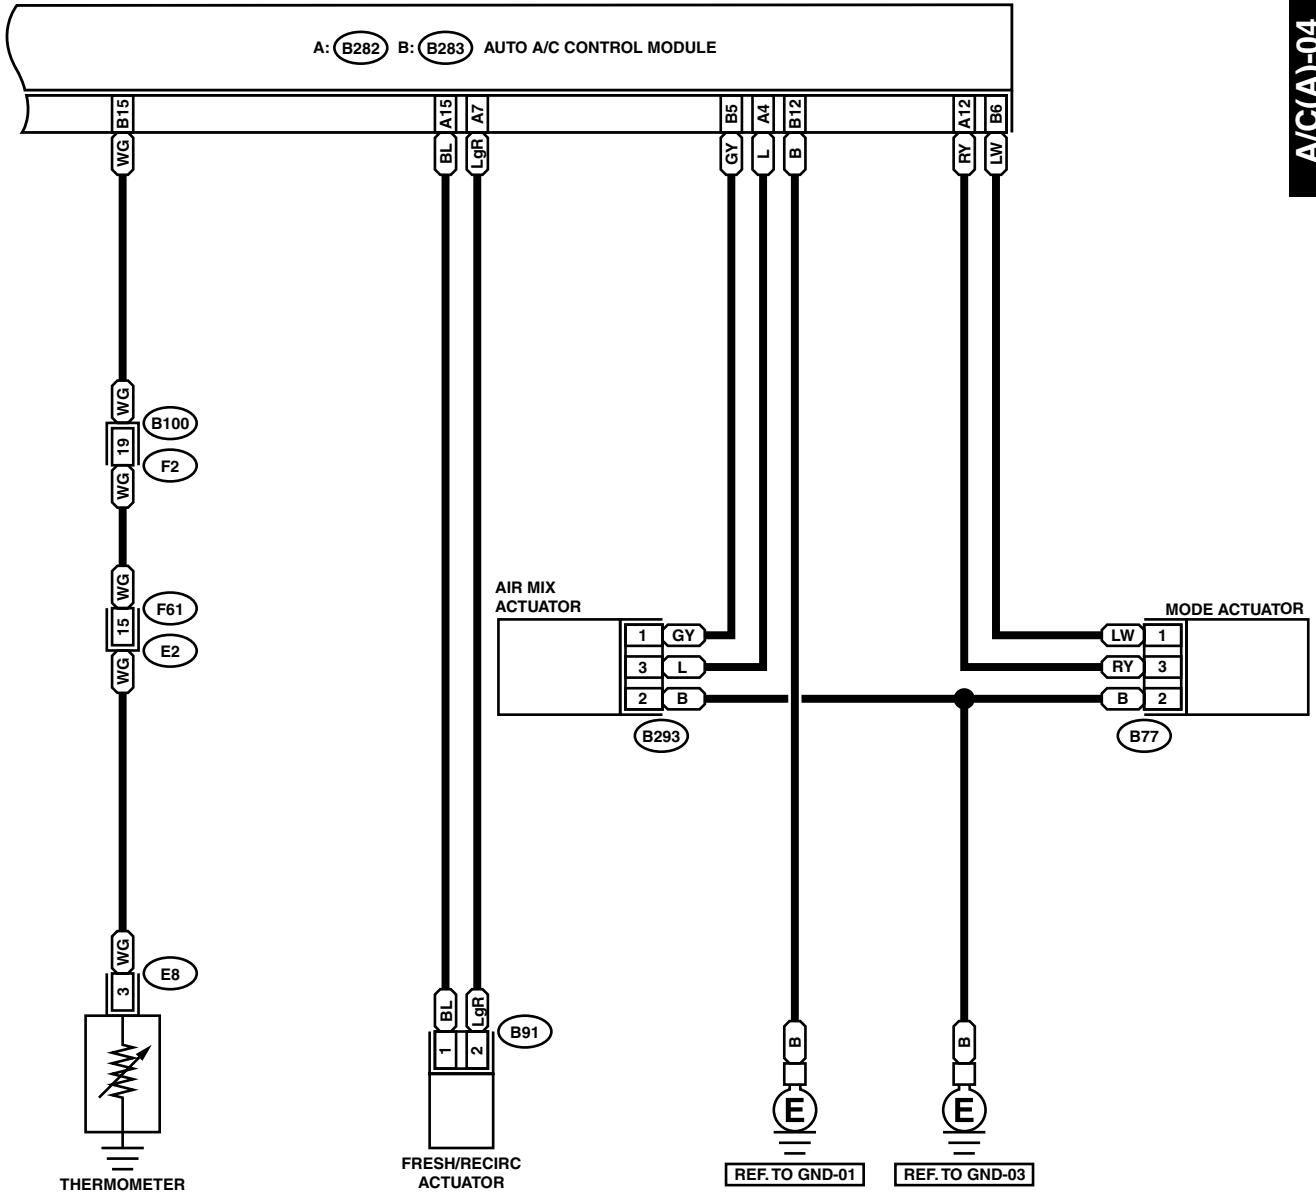 A/C(A)-04
A: B282 B: B283 AUTO A/C CONTROL MODULE
B15 A15 A7 B5 A4 B12 A12 B6
WG BL LgR GY L B RY LW
WG
B100
19
F2
WG
WG
F61
15
E2
WG
AIR MIX
ACTUATOR
1 GY
3 L
2 B
B293
MODE ACTUATOR
LW 1
RY 3
B 2
B77
WG
E8
3
BL LgR
B91
1 2
B B
E E
THERMOMETER
FRESH/RECIRC
ACTUATOR
REF. TO GND-01
REF. TO GND-03